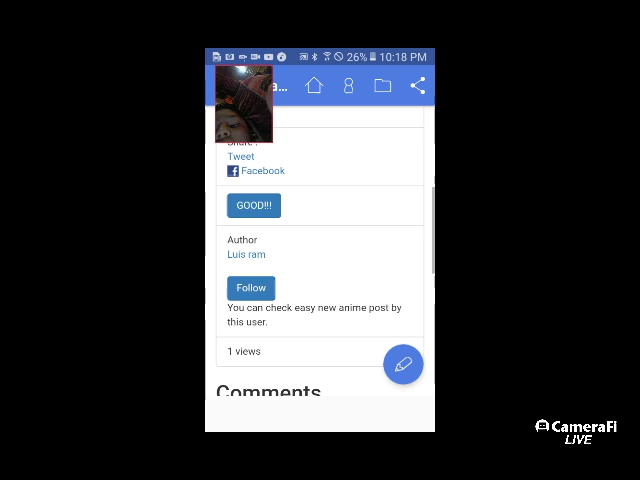 26% 10:18 PM
a...
Share :
Tweet
Facebook
GOOD!!!
Author
Luis ram
Follow
You can check easy new anime post by
this user.
1 views
Comments
CameraFi
LIVE